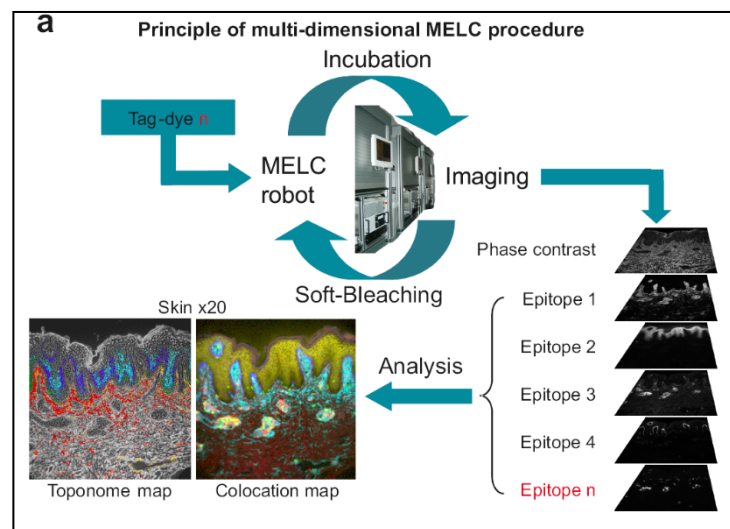 a
Principle of multi-dimensional MELC procedure
Incubation
Tag-dye n
MELC
robot
Imaging
Soft-Bleaching
Phase contrast
Epitope 1
Epitope 2
Epitope 3
Epitope 4
Epitope n
Analysis
Skin x20
Toponome map
Colocation map